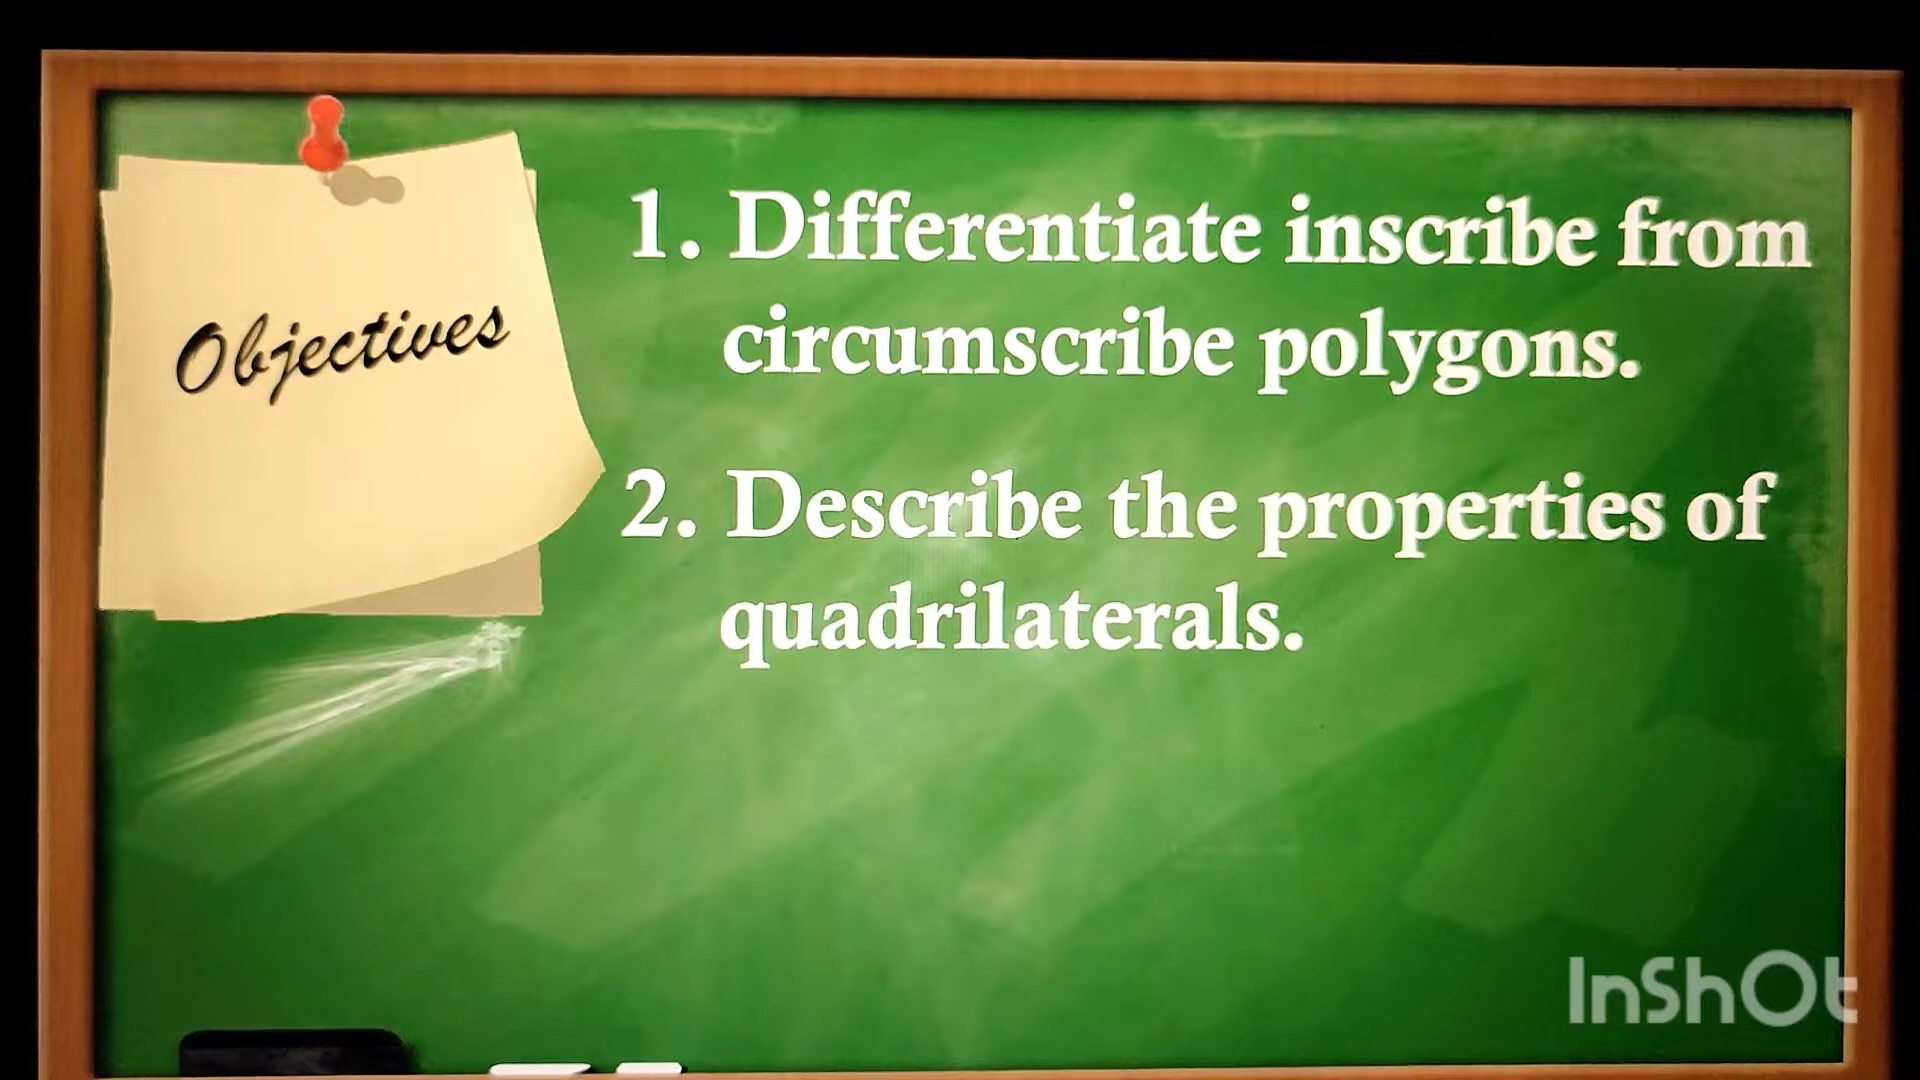 Objectives
1. Differentiate inscribe from
circumscribe polygons.
2. Describe the properties of
quadrilaterals.
InShOt